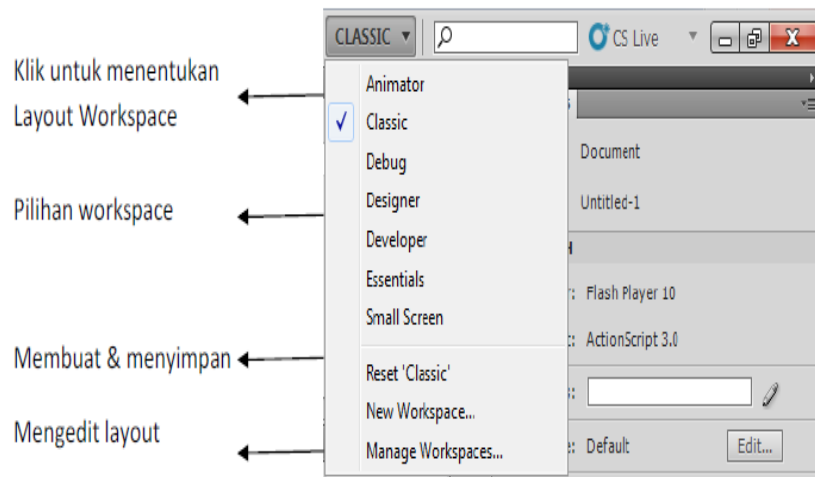 Klik untuk menentukan
Layout Workspace
Pilihan workspace
Membuat & menyimpan
Mengedit layout
CLASSIC
CS Live
Animator
Classic
Debug
Designer
Developer
Essentials
Small Screen
Reset 'Classic'
New Workspace...
Manage Workspaces...
Document
Untitled-1
Flash Player 10
ActionScript 3.0
Default
Edit...